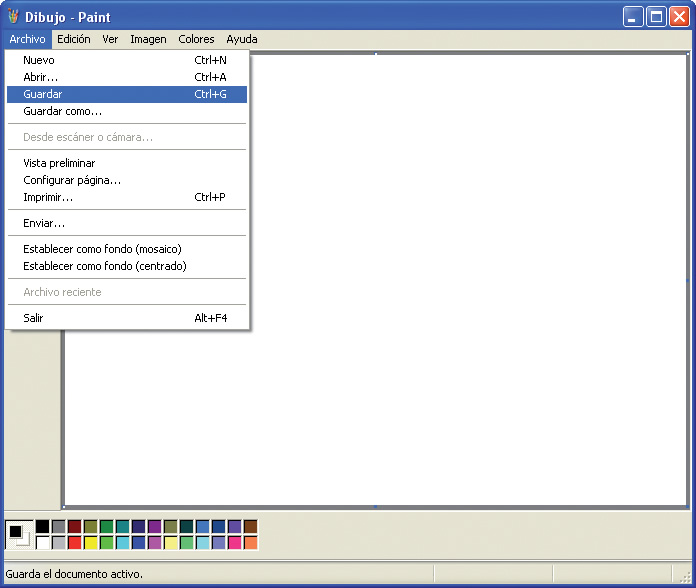 Dibujo - Paint
Archivo Edición Ver Imagen Colores Ayuda
Nuevo Ctrl+N
Abrir... Ctrl+A
Guardar Ctrl+G
Guardar como...
Desde escáner o cámara...
Vista preliminar
Configurar página...
Imprimir... Ctrl+P
Enviar...
Establecer como fondo (mosaico)
Establecer como fondo (centrado)
Archivo reciente
Salir Alt+F4
Guarda el documento activo.